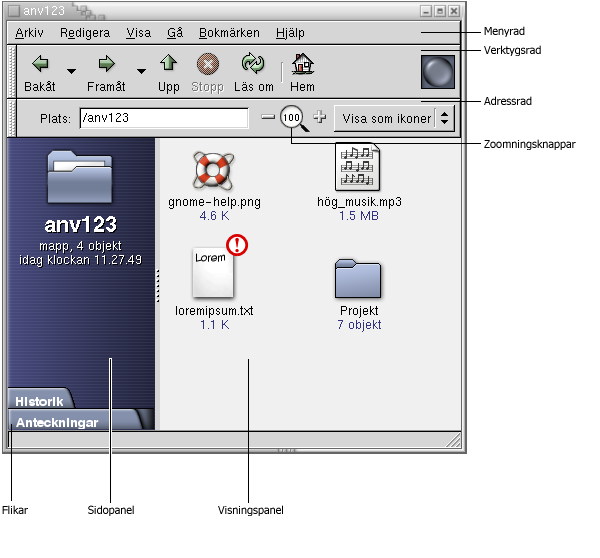 anv123
Arkiv Redigera Visa Gå Bokmärken Hjälp
Menyrad
Verktygsrad
Bakåt Framåt Upp Stopp Läs om Hem
Adressrad
Plats: /anv123 100 Visa som ikoner
Zoomningsknappar
anv123
mapp, 4 objekt
idag klockan 11.27.49
gnome-help.png
4.6 K
hög_musik.mp3
1.5 MB
Lorem
loremipsum.txt
1.1 K
Projekt
7 objekt
Historik
Anteckningar
Flikar Sidopanel Visningspanel